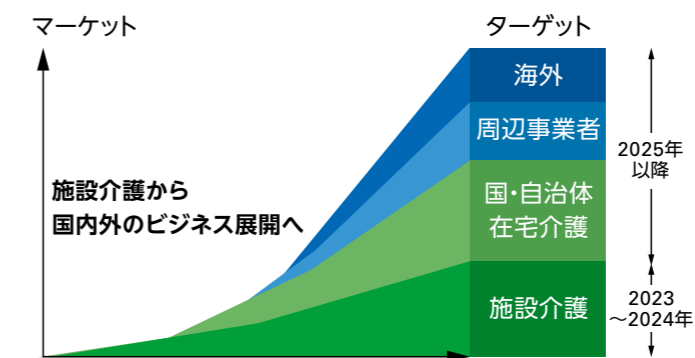 マーケット
ターゲット
海外
周辺事業者
国・自治体
在宅介護
施設介護
施設介護から
国内外のビジネス展開へ
2025年
以降
2023
～2024年